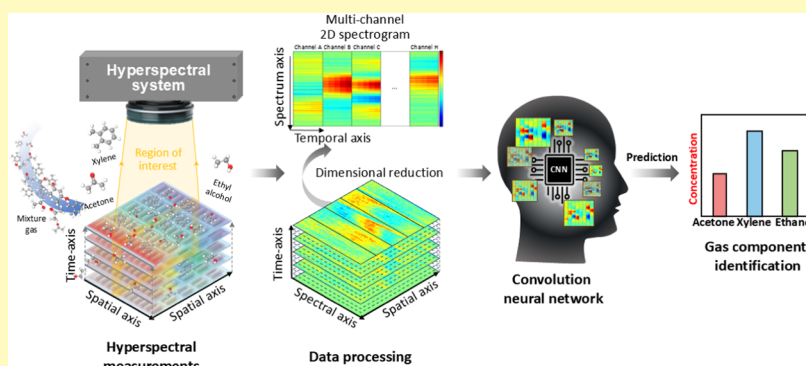 Hyperspectral
system
Xylene
Region of
interest
Ethyl
alcohol
Acetone
Mixture
gas
Time-axis
Spatial axis
Spatial axis
Hyperspectral
measurements
Multi-channel
2D spectrogram
Channel A Channel B Channel C Channel H
Spectrum axis
...
Temporal axis
Dimensional reduction
Time-axis
Spectral axis
Spatial axis
Data processing
CNN
Convolution
neural network
Prediction
Concentration
Acetone Xylene Ethan
Gas component
identification